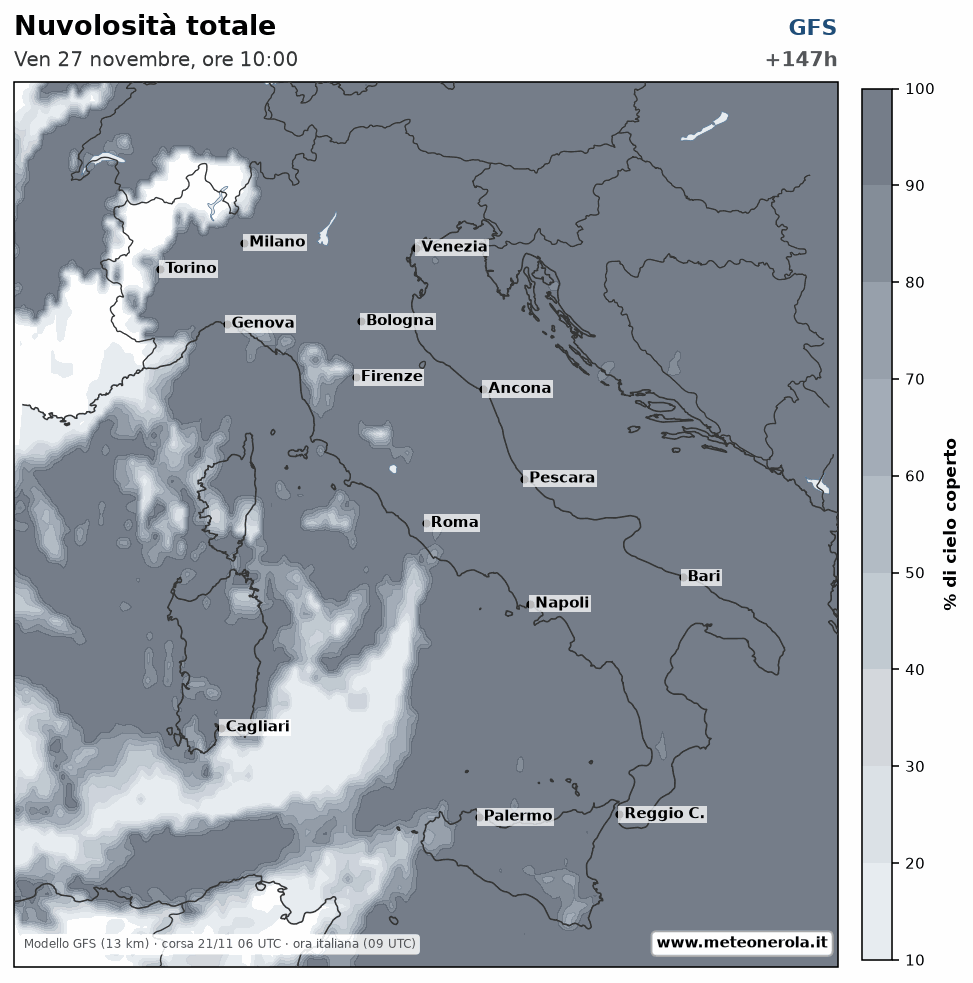 Nuvolosità totale
GFS
Ven 27 novembre, ore 10:00
+147h
100
90
80
70
60
50
40
30
20
10
% di cielo coperto
Milano
Venezia
Torino
Genova
Bologna
Firenze
Ancona
Pescara
Roma
Bari
Napoli
Cagliari
Palermo
Reggio C.
Modello GFS (13 km) · corsa 21/11 06 UTC · ora italiana (09 UTC)
www.meteonerola.it